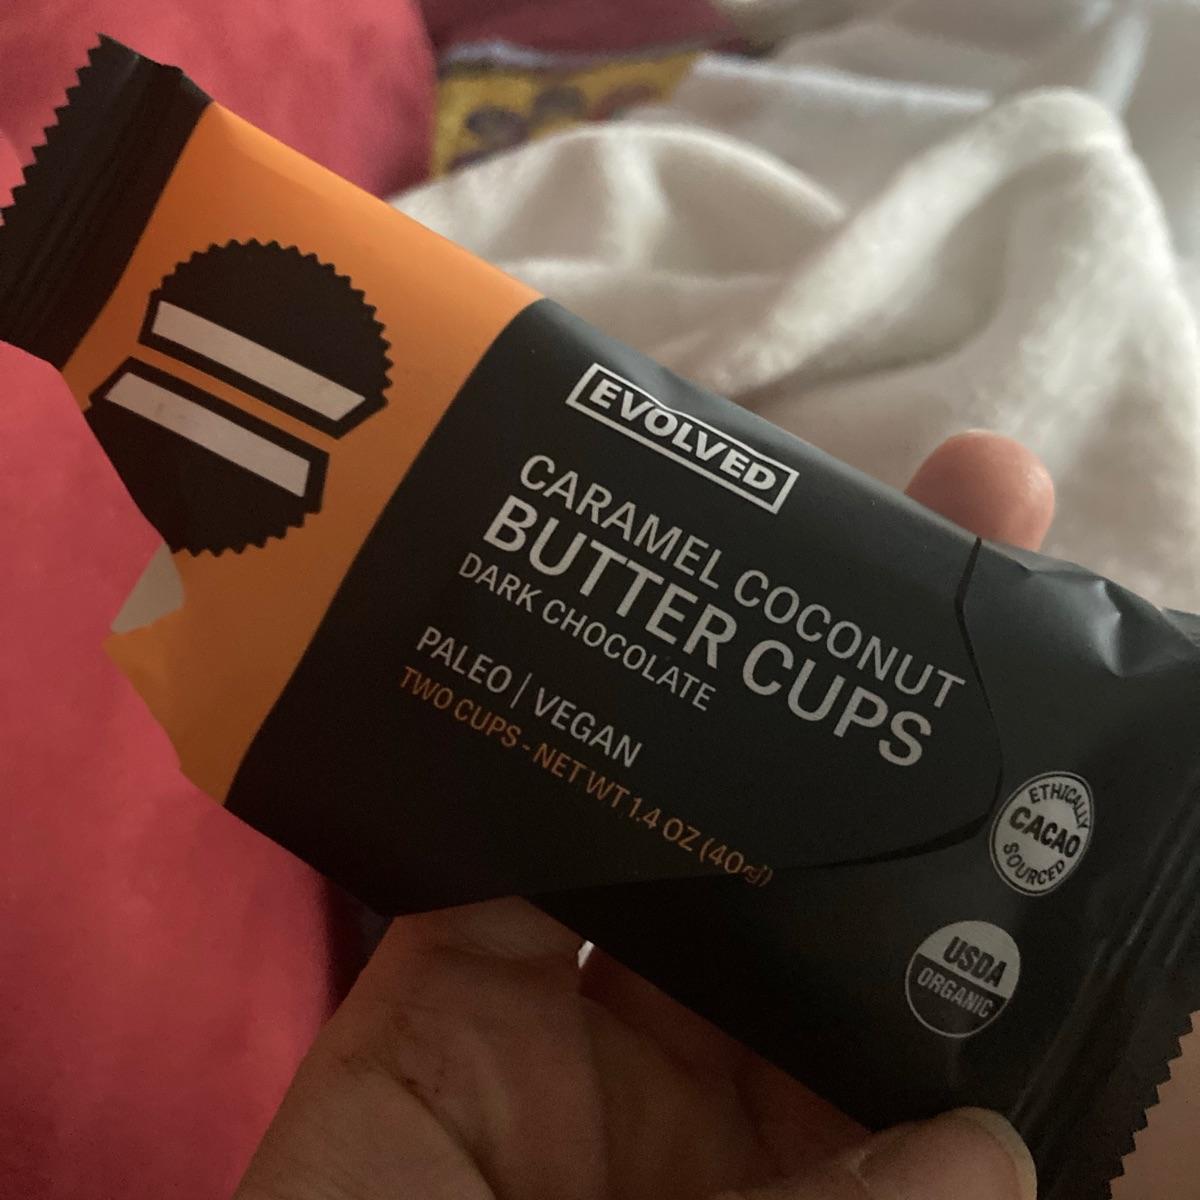 EVOLVED
CARAMEL COCONUT
BUTTER CUPS
DARK CHOCOLATE
PALEO | VEGAN
TWO CUPS - NET WT 1.4 OZ (40g)
ETHICALLY
CACAO
SOURCED
USDA
ORGANIC